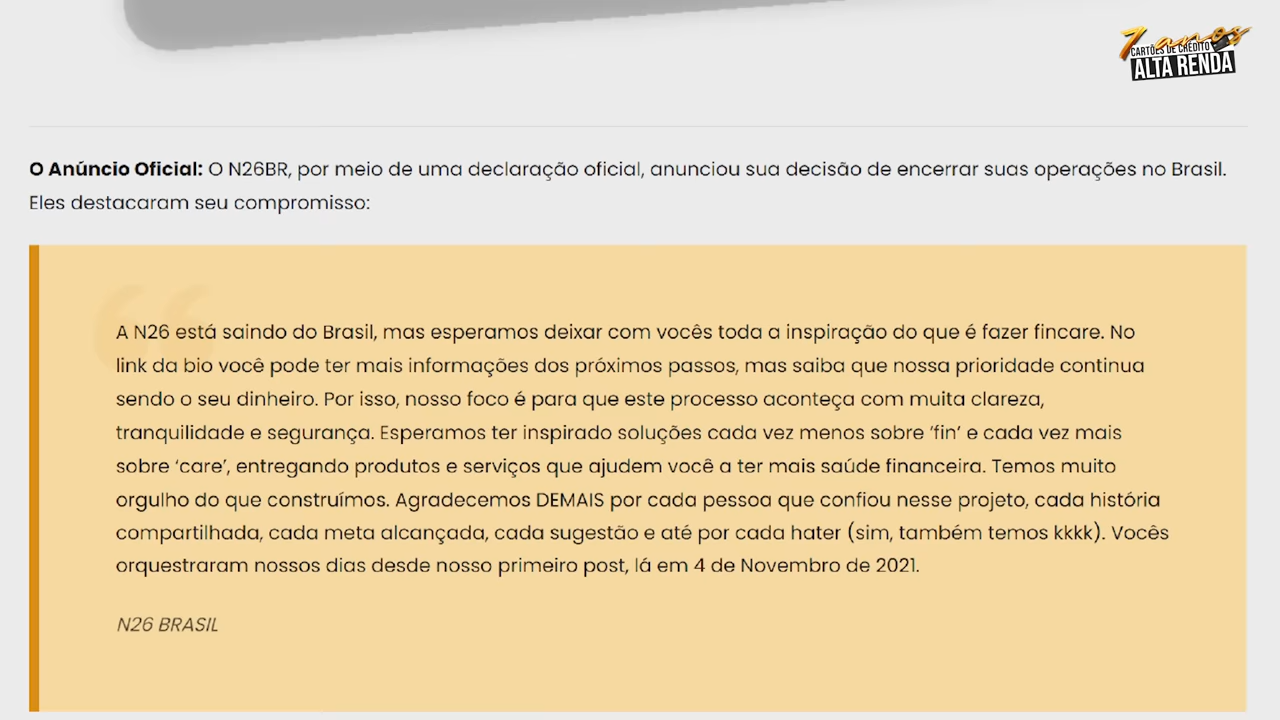 7 anos
CARTÕES DE CRÉDITO
ALTA RENDA
O Anúncio Oficial: O N26BR, por meio de uma declaração oficial, anunciou sua decisão de encerrar suas operações no Brasil.
Eles destacaram seu compromisso:
“
A N26 está saindo do Brasil, mas esperamos deixar com vocês toda a inspiração do que é fazer fincare. No
link da bio você pode ter mais informações dos próximos passos, mas saiba que nossa prioridade continua
sendo o seu dinheiro. Por isso, nosso foco é para que este processo aconteça com muita clareza,
tranquilidade e segurança. Esperamos ter inspirado soluções cada vez menos sobre ‘fin’ e cada vez mais
sobre ‘care’, entregando produtos e serviços que ajudem você a ter mais saúde financeira. Temos muito
orgulho do que construímos. Agradecemos DEMAIS por cada pessoa que confiou nesse projeto, cada história
compartilhada, cada meta alcançada, cada sugestão e até por cada hater (sim, também temos kkkk). Vocês
orquestraram nossos dias desde nosso primeiro post, lá em 4 de Novembro de 2021.
N26 BRASIL